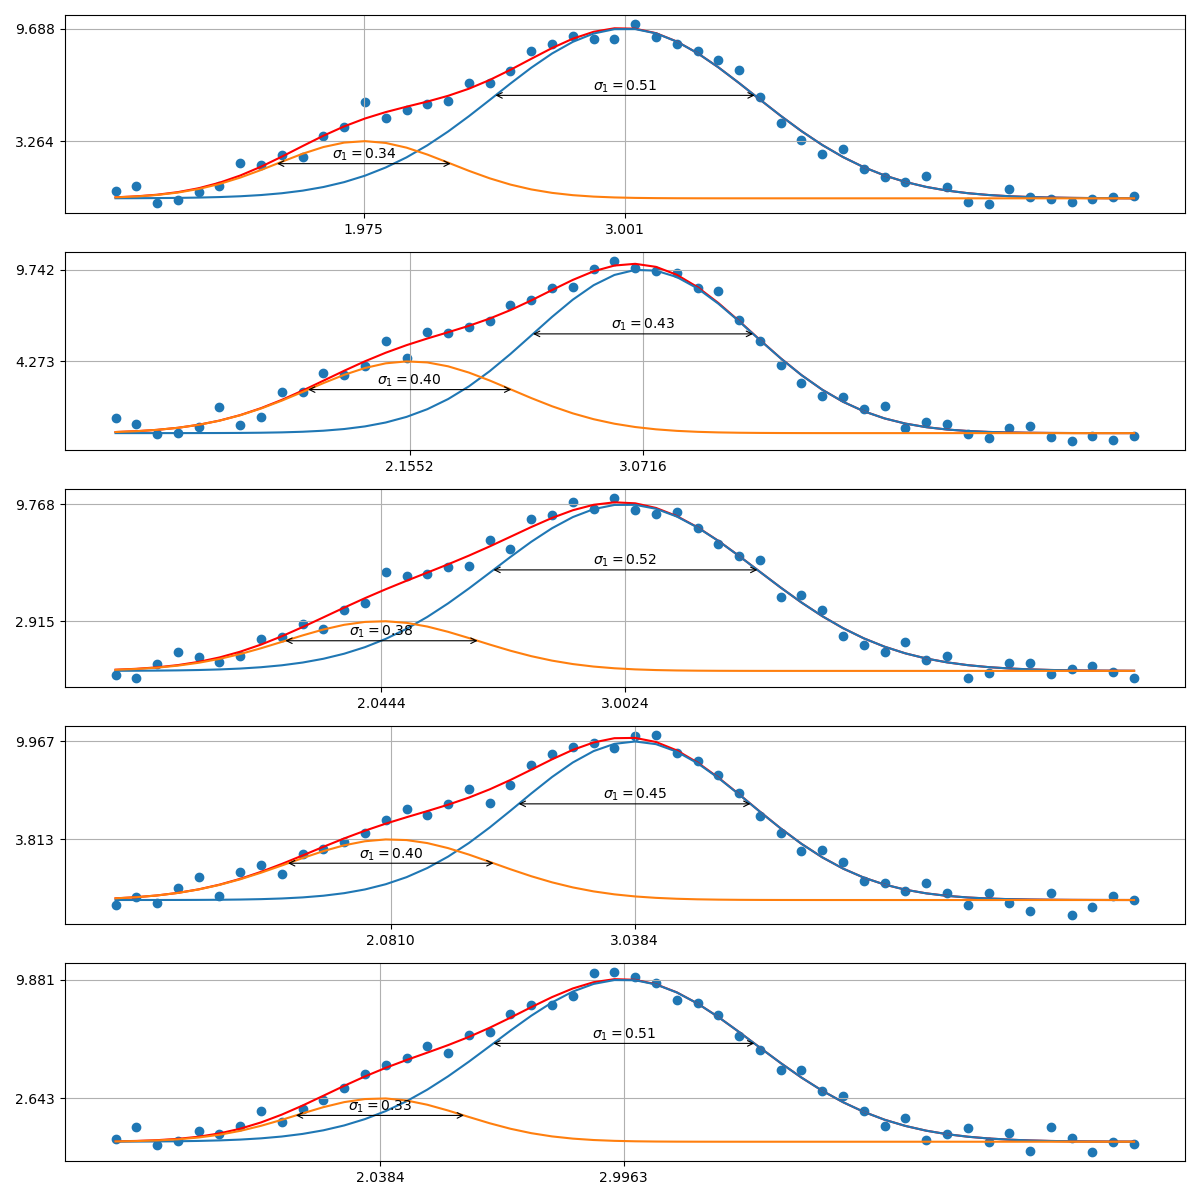 9.688
σ₁ = 0.51
3.264
σ₁ = 0.34
1.975 3.001
9.742
σ₁ = 0.43
4.273
σ₁ = 0.40
2.1552 3.0716
9.768
σ₁ = 0.52
2.915
σ₁ = 0.38
2.0444 3.0024
9.967
σ₁ = 0.45
3.813
σ₁ = 0.40
2.0810 3.0384
9.881
σ₁ = 0.51
2.643
σ₁ = 0.33
2.0384 2.9963